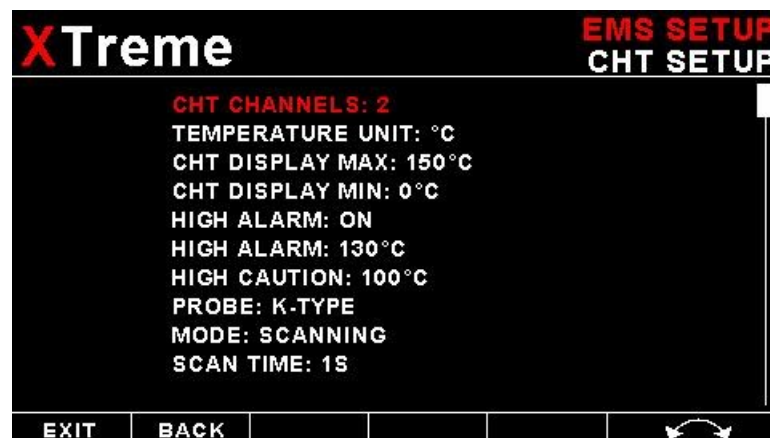 XTreme
EMS SETUP
CHT SETUP
CHT CHANNELS: 2
TEMPERATURE UNIT: °C
CHT DISPLAY MAX: 150°C
CHT DISPLAY MIN: 0°C
HIGH ALARM: ON
HIGH ALARM: 130°C
HIGH CAUTION: 100°C
PROBE: K-TYPE
MODE: SCANNING
SCAN TIME: 1S
EXIT BACK